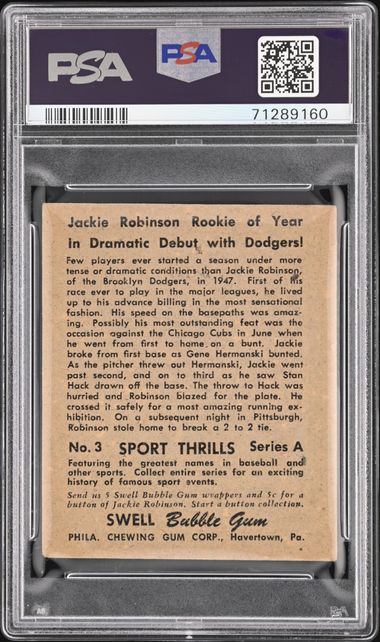 PSA
PSA
71289160
Jackie Robinson Rookie of Year
in Dramatic Debut with Dodgers!
Few players ever started a season under more
tense or dramatic conditions than Jackie Robinson,
of the Brooklyn Dodgers, in 1947. First of his
race ever to play in the major leagues, he lived
up to his advance billing in the most sensational
fashion. His speed on the basepaths was amaz-
ing. Possibly his most outstanding feat was the
occasion against the Chicago Cubs in June when
he went from first to home on a bunt. Jackie
broke from first base as Gene Hermanski bunted.
As the pitcher threw out Hermanski, Jackie went
past second, and on to third as he saw Stan
Hack drawn off the base. The throw to Hack was
hurried and Robinson blazed for the plate. He
crossed it safely for a most amazing running ex-
hibition. On a subsequent night in Pittsburgh,
Robinson stole home to break a 2 to 2 tie.
No. 3 SPORT THRILLS Series A
Featuring the greatest names in baseball and
other sports. Collect entire series for an exciting
history of famous sport events.
Send us 5 Swell Bubble Gum wrappers and 5c for a
button of Jackie Robinson. Start a button collection.
SWELL Bubble Gum
PHILA. CHEWING GUM CORP., Havertown, Pa.